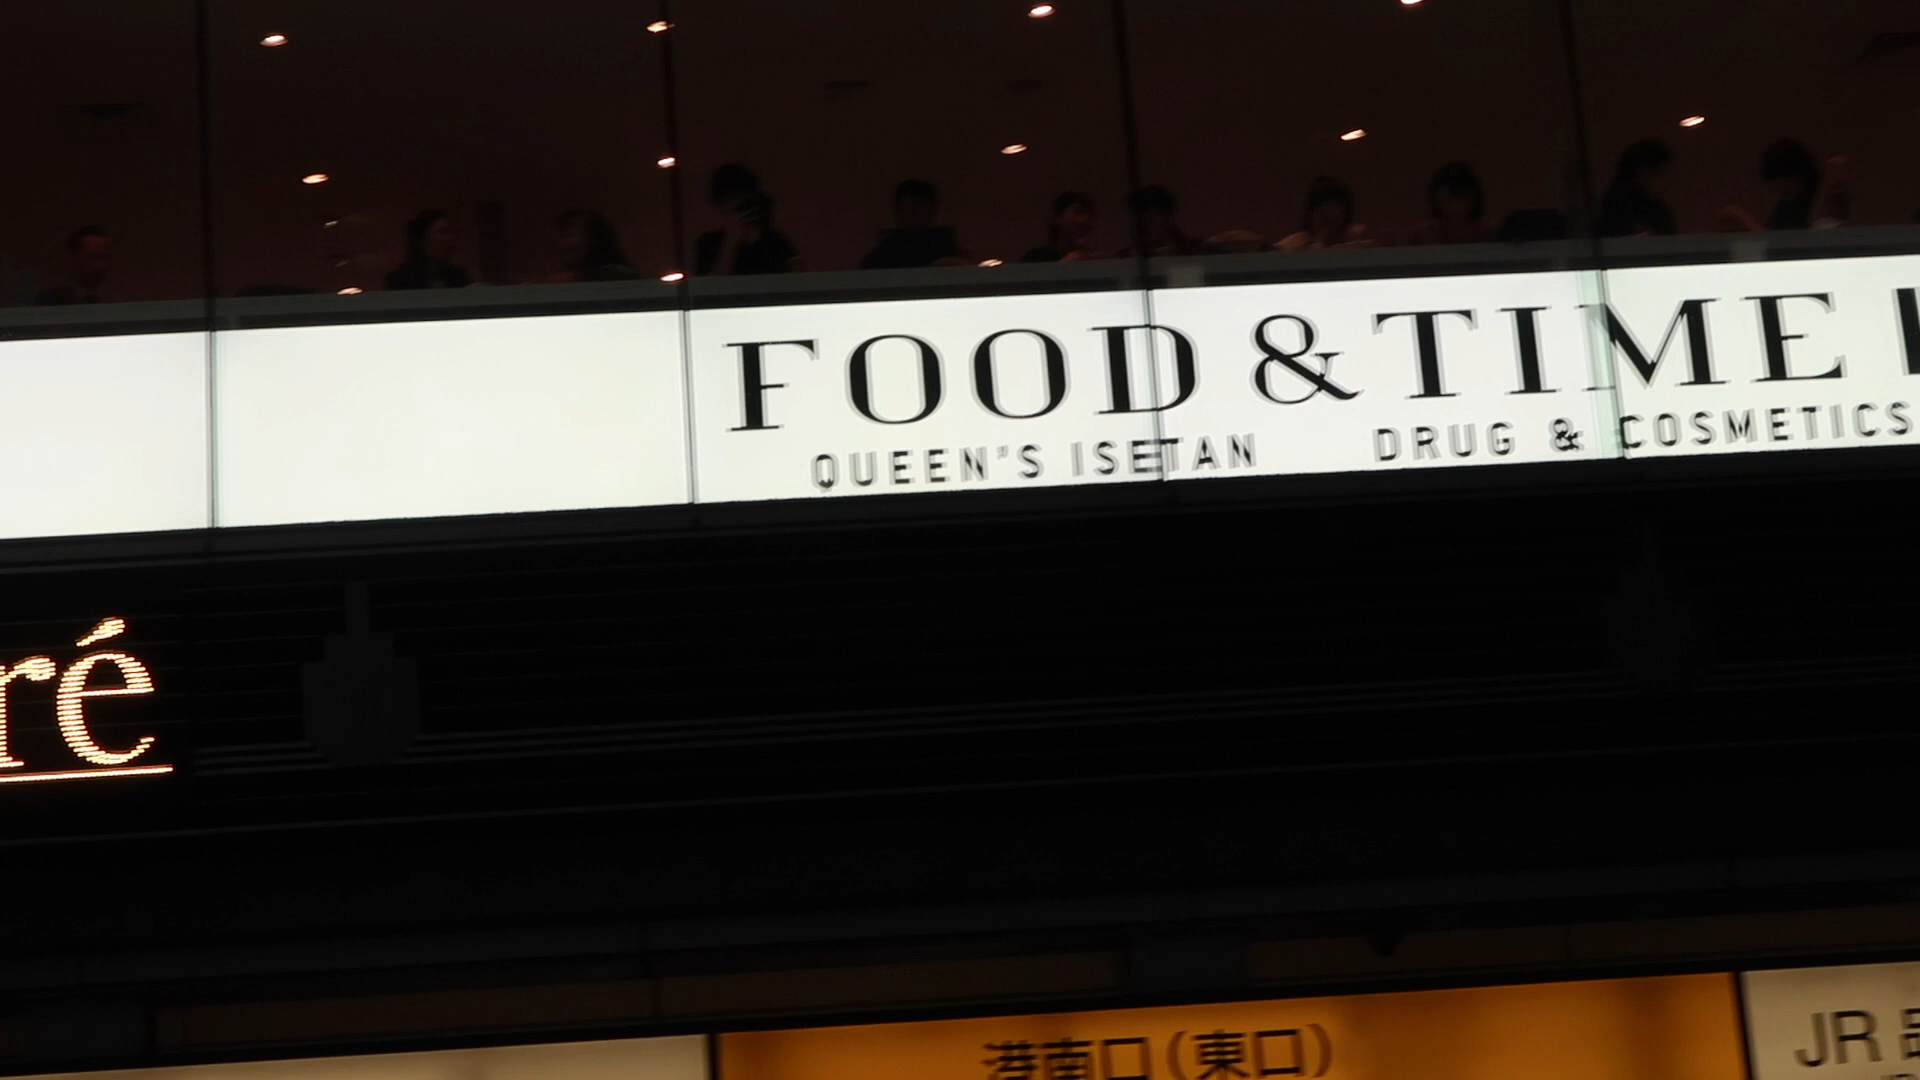 FOOD & TIME
QUEEN'S ISETAN DRUG & COSMETICS
ré
港南口(東口)
JR